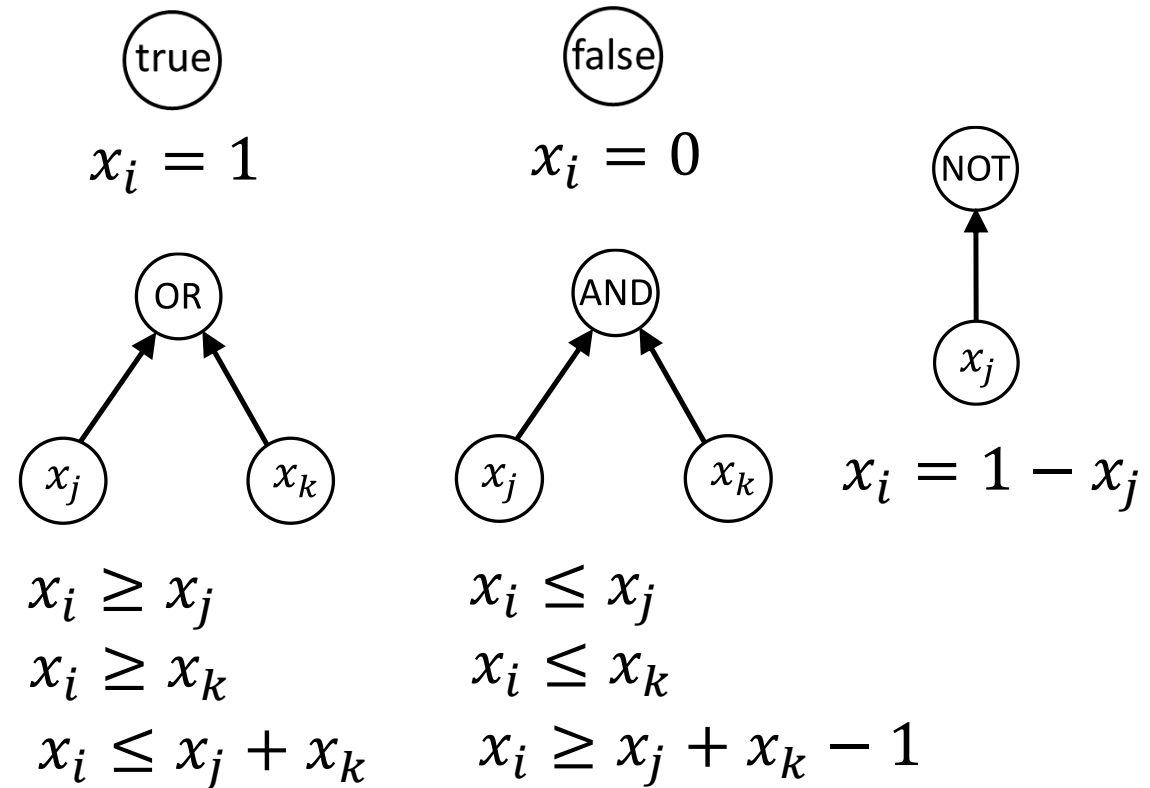 true
x_i = 1
false
x_i = 0
NOT
x_j
x_i = 1 − x_j
OR
x_j
x_k
x_i ≥ x_j
x_i ≥ x_k
x_i ≤ x_j + x_k
AND
x_j
x_k
x_i ≤ x_j
x_i ≤ x_k
x_i ≥ x_j + x_k − 1